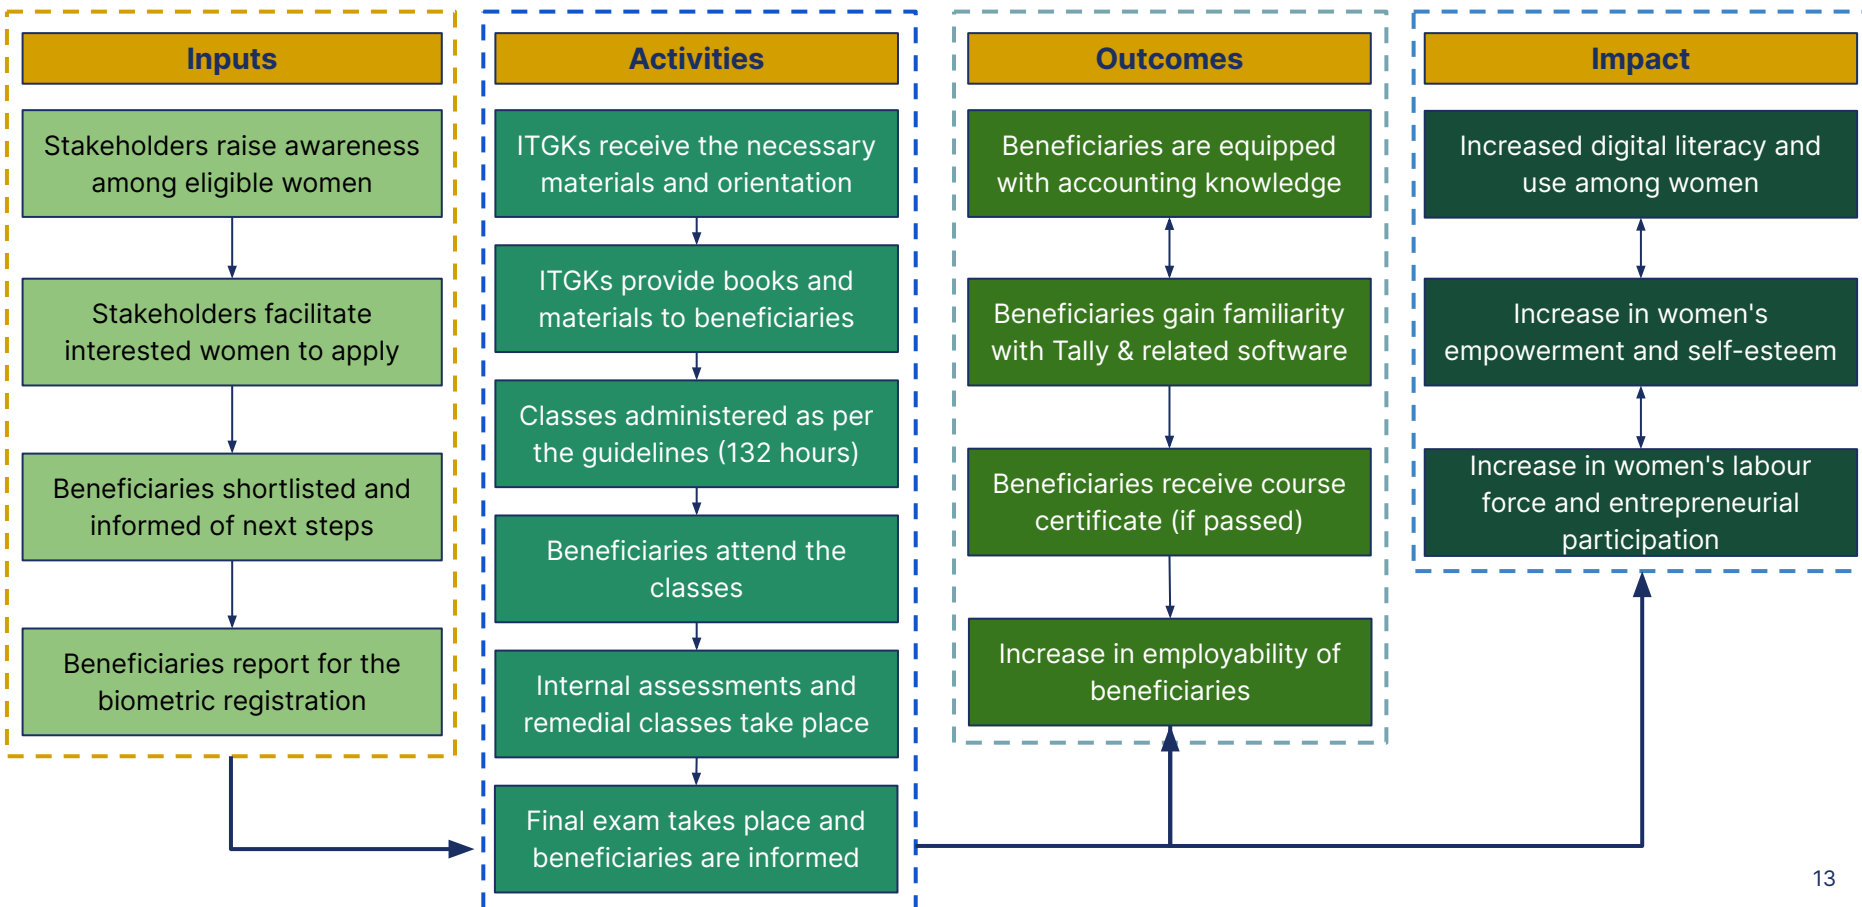 Inputs
Stakeholders raise awareness
among eligible women
Stakeholders facilitate
interested women to apply
Beneficiaries shortlisted and
informed of next steps
Beneficiaries report for the
biometric registration
Activities
ITGKs receive the necessary
materials and orientation
ITGKs provide books and
materials to beneficiaries
Classes administered as per
the guidelines (132 hours)
Beneficiaries attend the
classes
Internal assessments and
remedial classes take place
Final exam takes place and
beneficiaries are informed
Outcomes
Beneficiaries are equipped
with accounting knowledge
Beneficiaries gain familiarity
with Tally & related software
Beneficiaries receive course
certificate (if passed)
Increase in employability of
beneficiaries
Impact
Increased digital literacy and
use among women
Increase in women's
empowerment and self-esteem
Increase in women's labour
force and entrepreneurial
participation
13